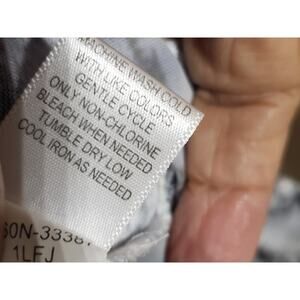 MACHINE WASH COLD
WITH LIKE COLORS
GENTLE CYCLE
ONLY NON-CHLORINE
BLEACH WHEN NEEDED
TUMBLE DRY LOW
COOL IRON AS NEEDED
1LFJ